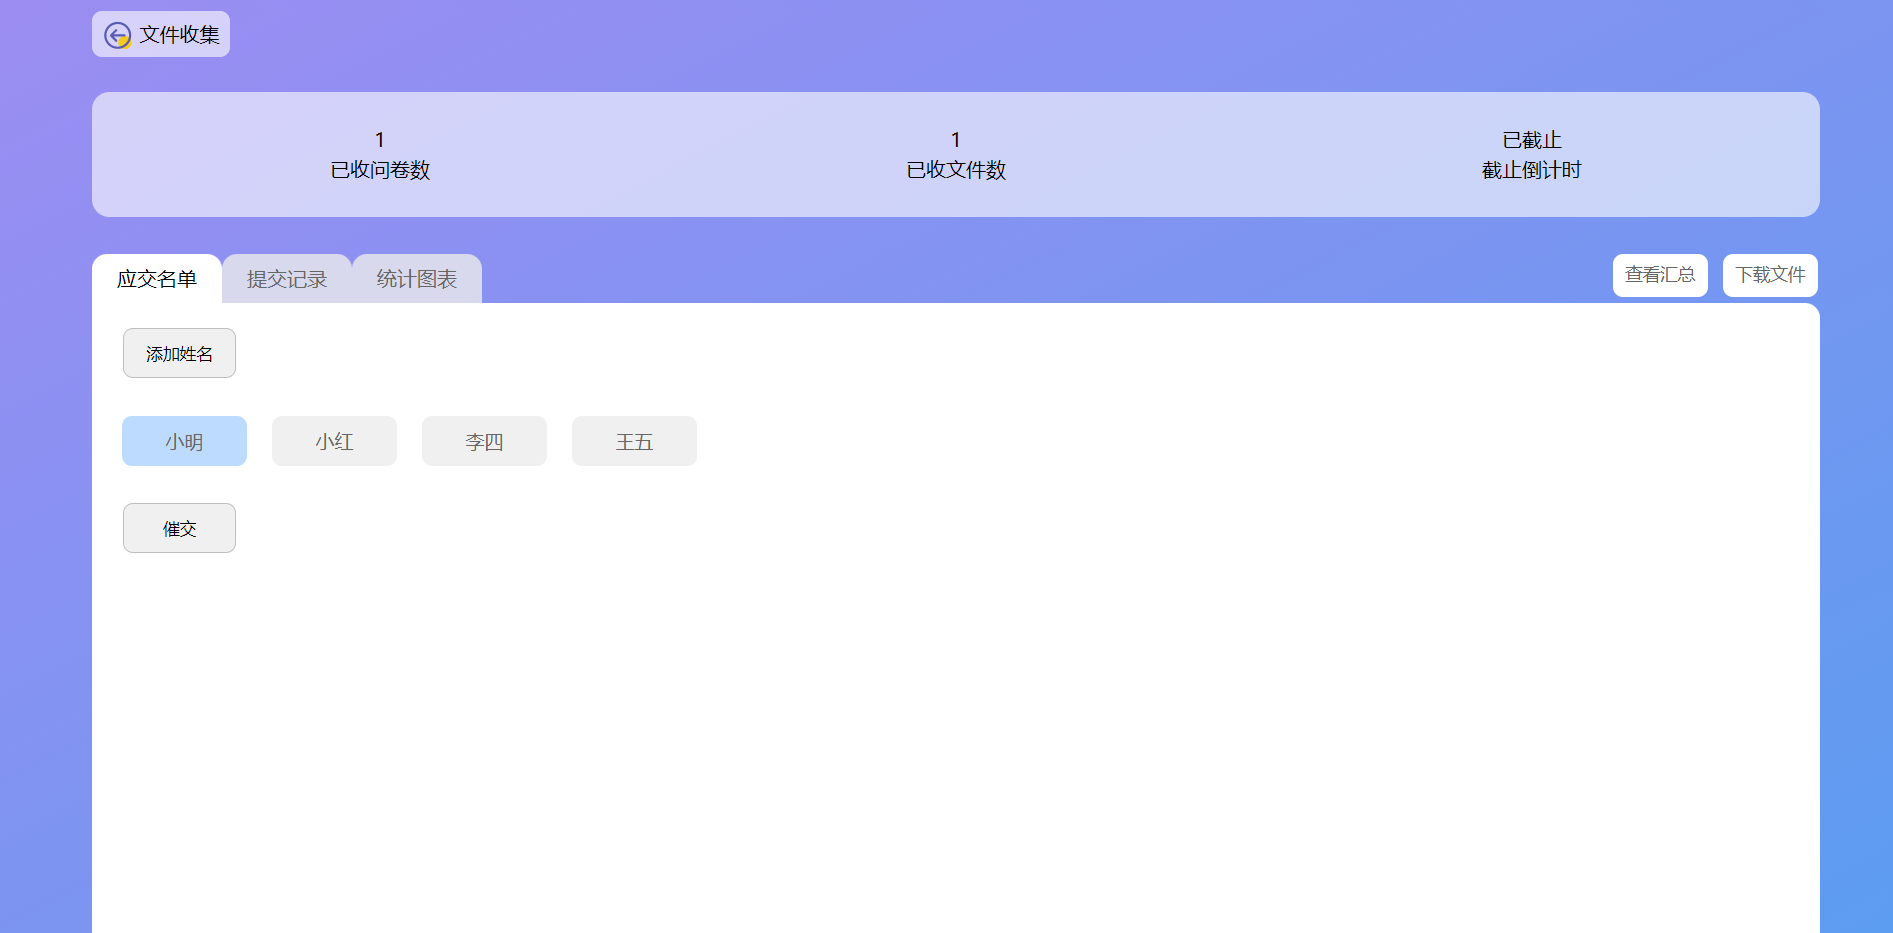 文件收集
1
已收问卷数
1
已收文件数
已截止
截止倒计时
应交名单
提交记录
统计图表
查看汇总
下载文件
添加姓名
小明
小红
李四
王五
催交